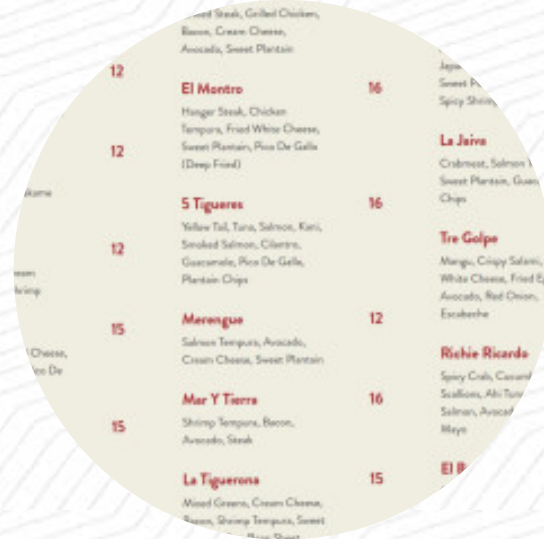 12
12
12
Cheese,
15
15
Steak, Grilled Chicken,
Bacon, Cream Cheese,
Avocado, Sweet Plantain
El Montro 16
Hanger Steak, Chicken
Tempura, Fried White Cheese,
Sweet Plantain, Pico De Gallo
(Deep Fried)
5 Tigueres 16
Yellow Tail, Tuna, Salmon, Kani,
Smoked Salmon, Cilantro,
Guacamole, Pico De Gallo,
Plantain Chips
Merengue 12
Salmon Tempura, Avocado,
Cream Cheese, Sweet Plantain
Mar Y Tierra 16
Shrimp Tempura, Bacon,
Avocado, Steak
La Tiguerona 15
Mixed Greens, Cream Cheese,
Bacon, Shrimp Tempura, Sweet
Sweet
Spicy
La Jaiva
Crabmeat, Salmon
Sweet Plantain,
Chips
Tre Golpe
Mangu, Crispy Salami,
White Cheese, Fried
Avocado, Red Onion,
Escabeche
Richie Ricardo
Spicy Crab,
Scallions, Ahi
Salmon,
Mayo
El